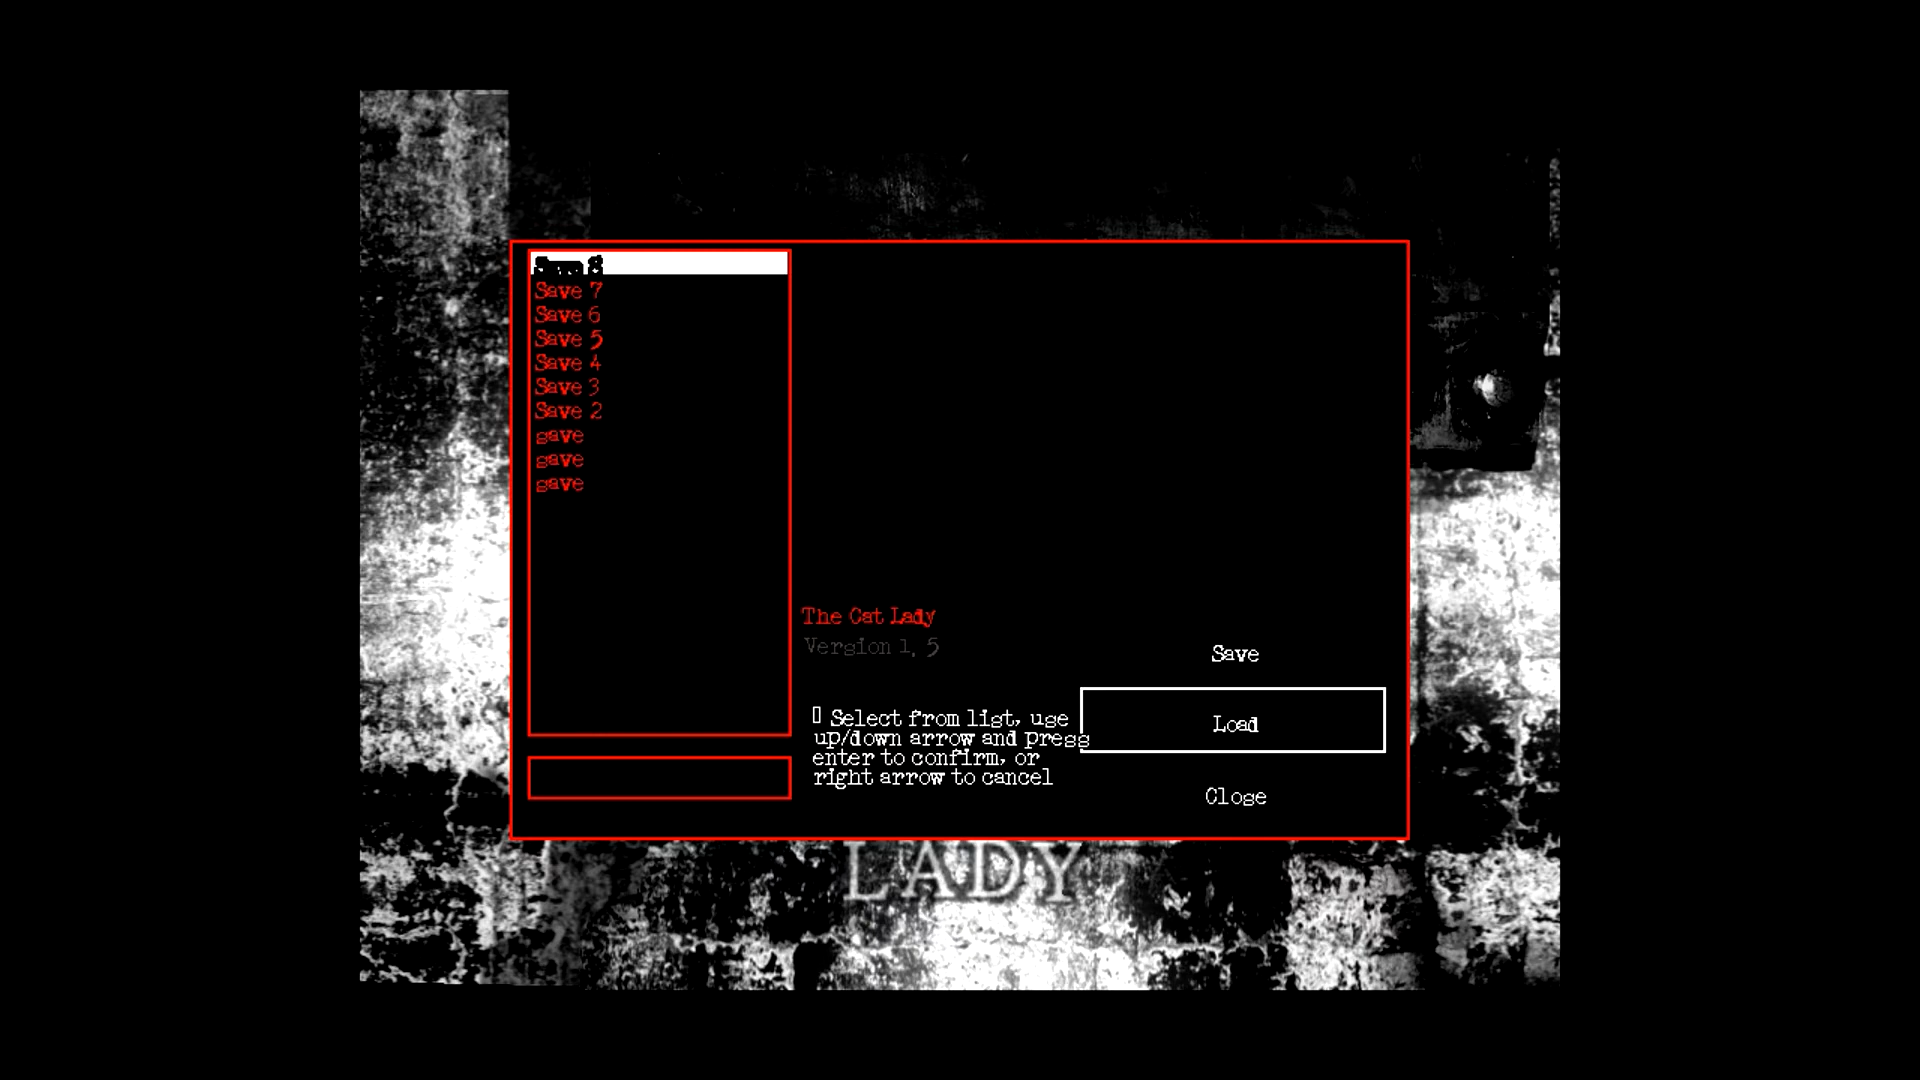 Save 8
Save 7
Save 6
Save 5
Save 4
Save 3
Save 2
save
save
save
The Cat Lady
Version 1, 5
Select from list, use
up/down arrow and press
enter to confirm, or
right arrow to cancel
Save
Load
Close
LADY